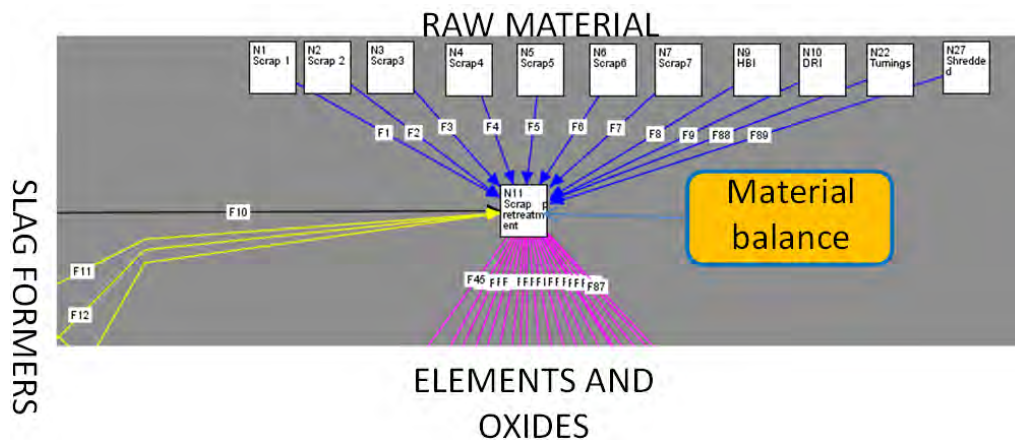 RAW MATERIAL
N1
Scrap 1
N2
Scrap 2
N3
Scrap3
N4
Scrap4
N5
Scrap5
N6
Scrap6
N7
Scrap7
N9
HBI
N10
DRI
N22
Turnings
N27
Shredde
d
F1
F2
F3
F4
F5
F6
F7
F8
F9
F88
F89
N11
Scrap p
retreatm
ent
Material
balance
SLAG FORMERS
F10
F11
F12
F45
F87
ELEMENTS AND
OXIDES